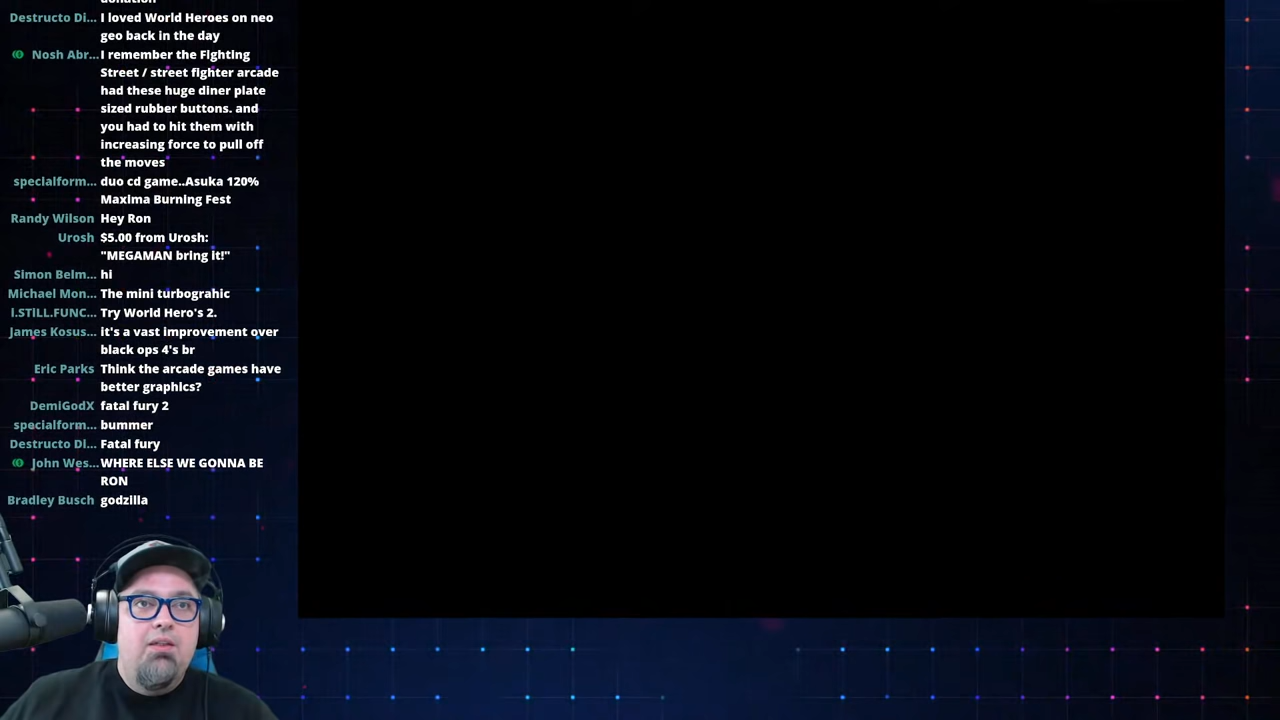 donation
Destructo Di... I loved World Heroes on neo
geo back in the day
Nosh Abr... I remember the Fighting
Street / street fighter arcade
had these huge diner plate
sized rubber buttons. and
you had to hit them with
increasing force to pull off
the moves
specialform... duo cd game..Asuka 120%
Maxima Burning Fest
Randy Wilson Hey Ron
Urosh $5.00 from Urosh:
"MEGAMAN bring it!"
Simon Belm... hi
Michael Mon... The mini turbograhic
I.STILL.FUNC... Try World Hero's 2.
James Kosus... it's a vast improvement over
black ops 4's br
Eric Parks Think the arcade games have
better graphics?
DemiGodX fatal fury 2
specialform... bummer
Destructo Di... Fatal fury
John Wes... WHERE ELSE WE GONNA BE
RON
Bradley Busch godzilla